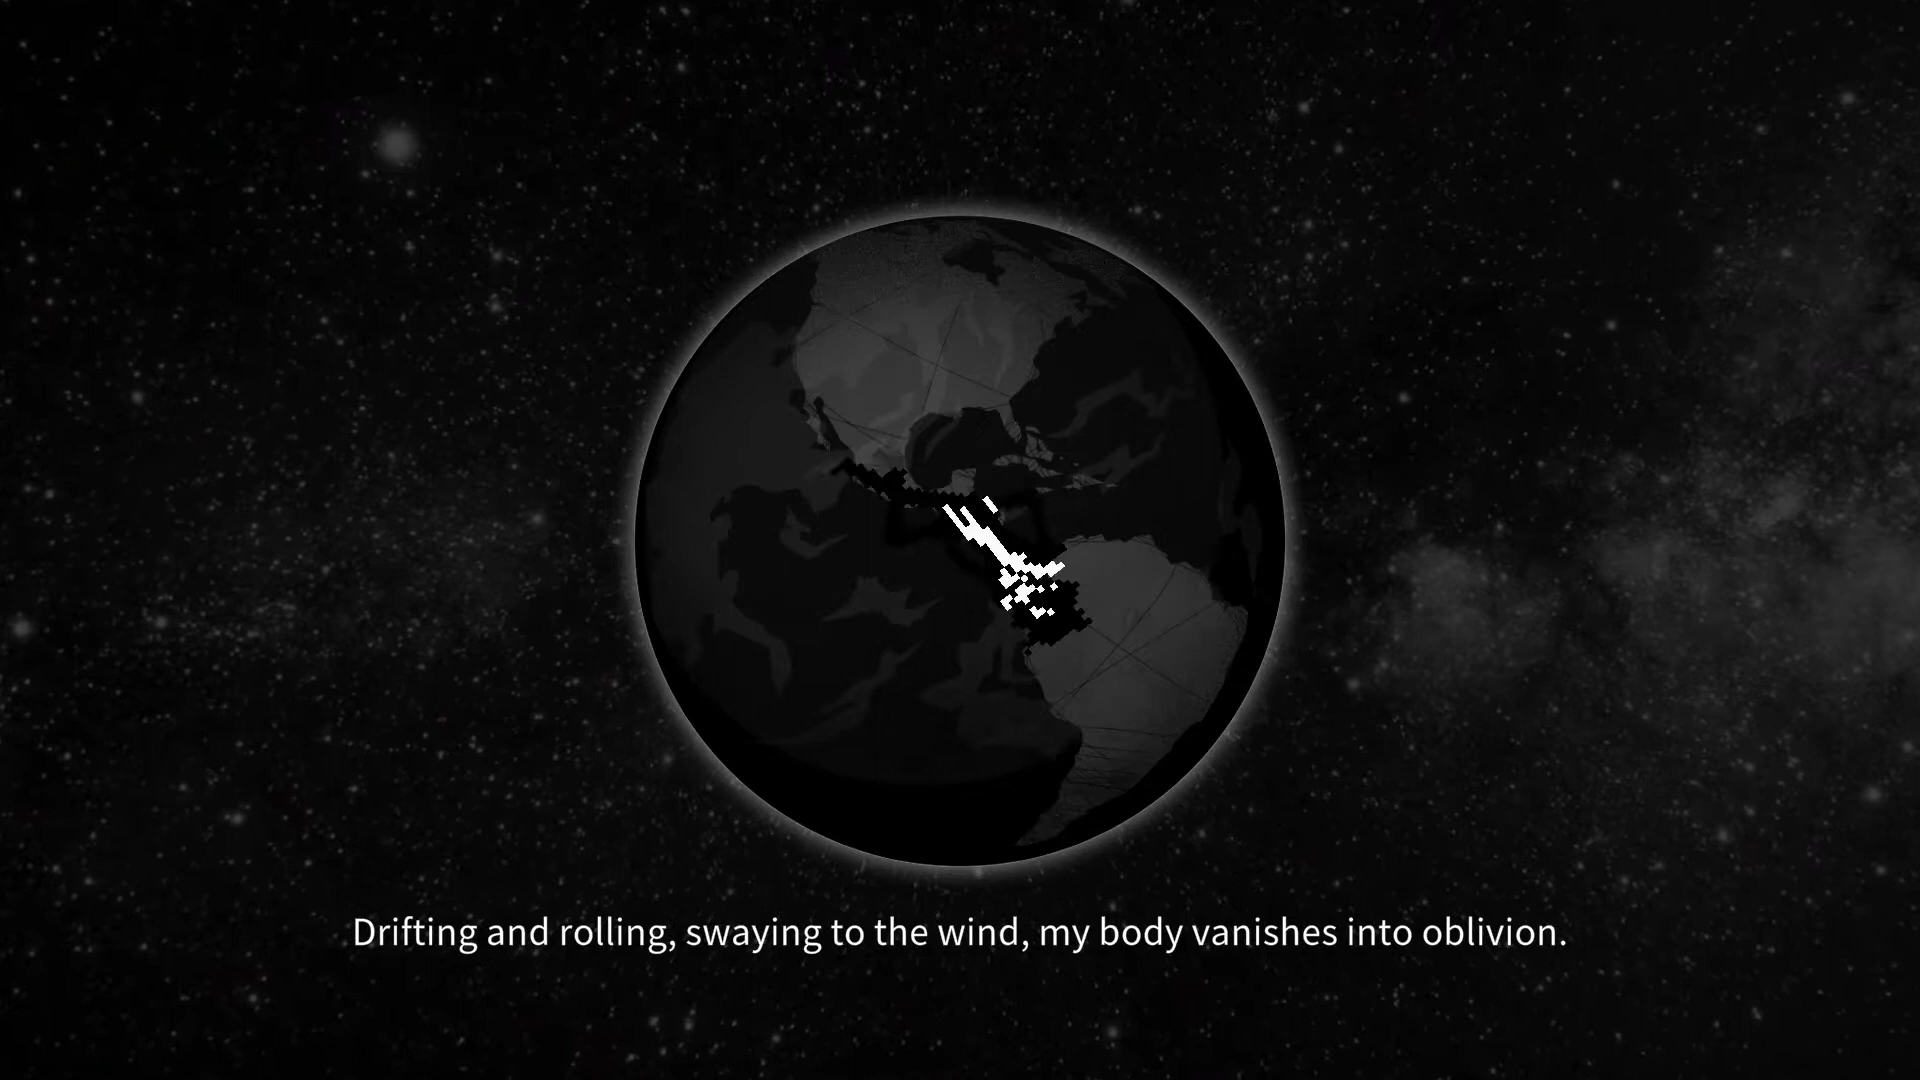 Drifting and rolling, swaying to the wind, my body vanishes into oblivion.